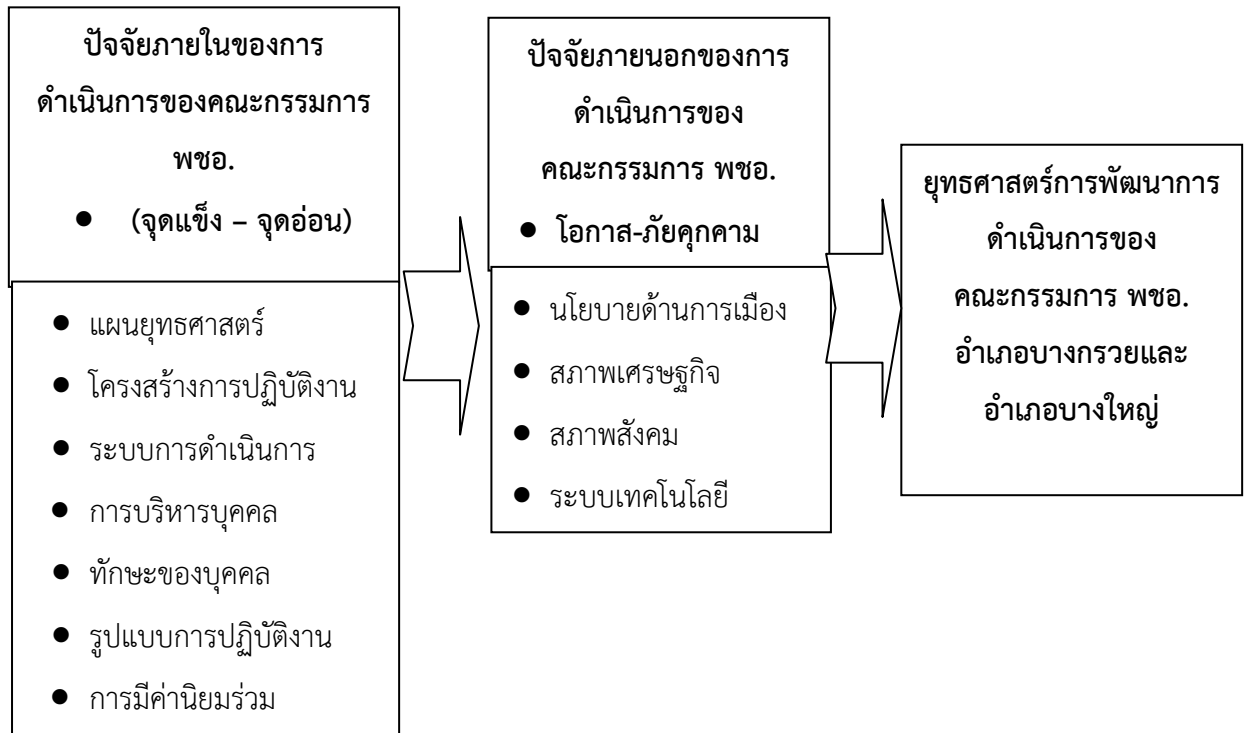 ปัจจัยภายในของการ
ดำเนินการของคณะกรรมการ
พชอ.
● (จุดแข็ง – จุดอ่อน)
● แผนยุทธศาสตร์
● โครงสร้างการปฏิบัติงาน
● ระบบการดำเนินการ
● การบริหารบุคคล
● ทักษะของบุคคล
● รูปแบบการปฏิบัติงาน
● การมีค่านิยมร่วม
ปัจจัยภายนอกของการ
ดำเนินการของ
คณะกรรมการ พชอ.
● โอกาส-ภัยคุกคาม
● นโยบายด้านการเมือง
● สภาพเศรษฐกิจ
● สภาพสังคม
● ระบบเทคโนโลยี
ยุทธศาสตร์การพัฒนาการ
ดำเนินการของ
คณะกรรมการ พชอ.
อำเภอบางกรวยและ
อำเภอบางใหญ่